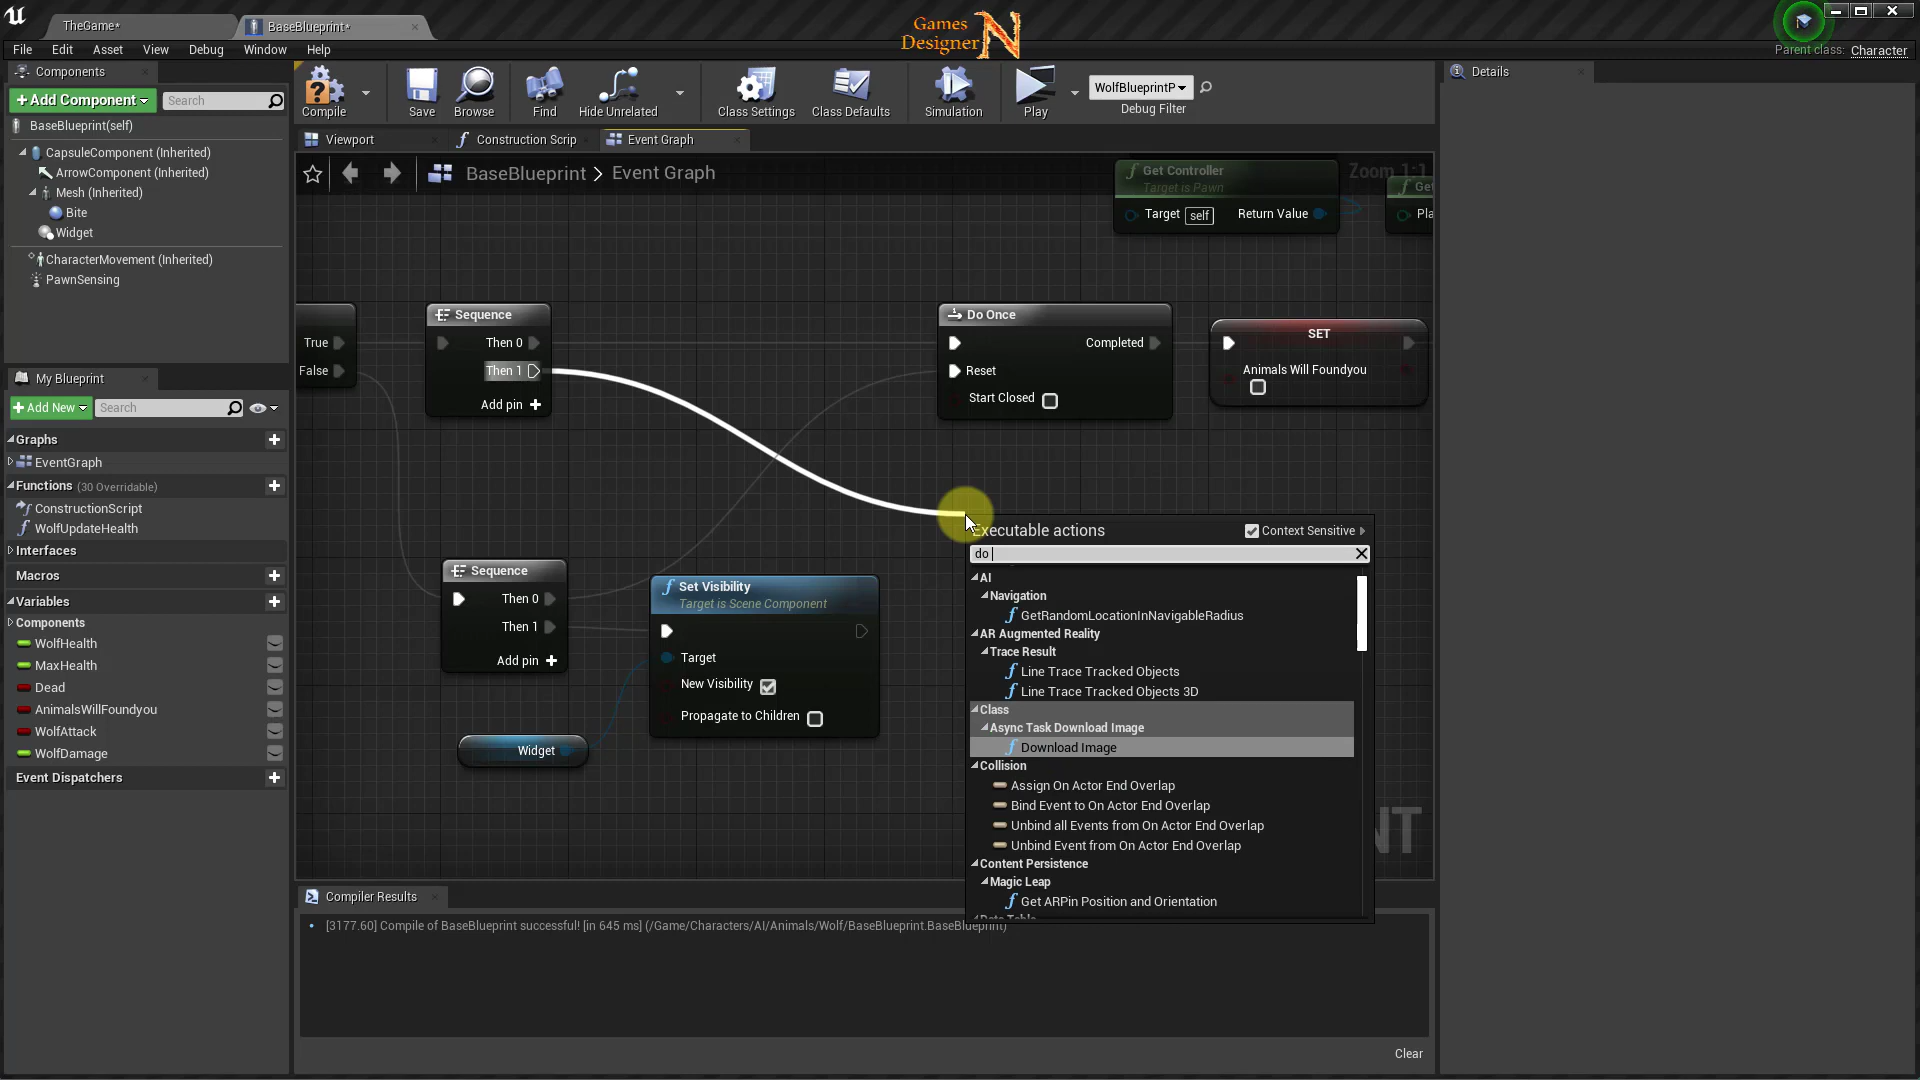 TheGame*
BaseBlueprint*
Games
Designer
N
Parent class: Character
File Edit Asset View Debug Window Help
Components
Details
+Add Component
Search
Compile
Save
Browse
Find
Hide Unrelated
Class Settings
Class Defaults
Simulation
Play
WolfBlueprintP
Debug Filter
BaseBlueprint(self)
Viewport
Construction Scrip
Event Graph
CapsuleComponent (Inherited)
ArrowComponent (Inherited)
Mesh (Inherited)
Bite
Widget
CharacterMovement (Inherited)
PawnSensing
BaseBlueprint > Event Graph
Zoom 1:1
Get Controller
Target is Pawn
Target self
Return Value
Get
Pla
True
False
Sequence
Then 0
Then 1
Add pin +
Do Once
Completed
Reset
Start Closed
SET
Animals Will Foundyou
My Blueprint
+Add New
Search
Graphs
EventGraph
Functions (30 Overridable)
ConstructionScript
WolfUpdateHealth
Interfaces
Macros
Variables
Components
WolfHealth
MaxHealth
Dead
AnimalsWillFoundyou
WolfAttack
WolfDamage
Event Dispatchers
Sequence
Then 0
Then 1
Add pin +
Set Visibility
Target is Scene Component
Target
New Visibility
Propagate to Children
Widget
Executable actions
Context Sensitive
do
AI
Navigation
GetRandomLocationInNavigableRadius
AR Augmented Reality
Trace Result
Line Trace Tracked Objects
Line Trace Tracked Objects 3D
Class
Async Task Download Image
Download Image
Collision
Assign On Actor End Overlap
Bind Event to On Actor End Overlap
Unbind all Events from On Actor End Overlap
Unbind Event from On Actor End Overlap
Content Persistence
Magic Leap
Get ARPin Position and Orientation
Data Table
NT
Compiler Results
[3177.60] Compile of BaseBlueprint successful! [in 645 ms] (/Game/Characters/AI/Animals/Wolf/BaseBlueprint.BaseBlueprint)
Clear